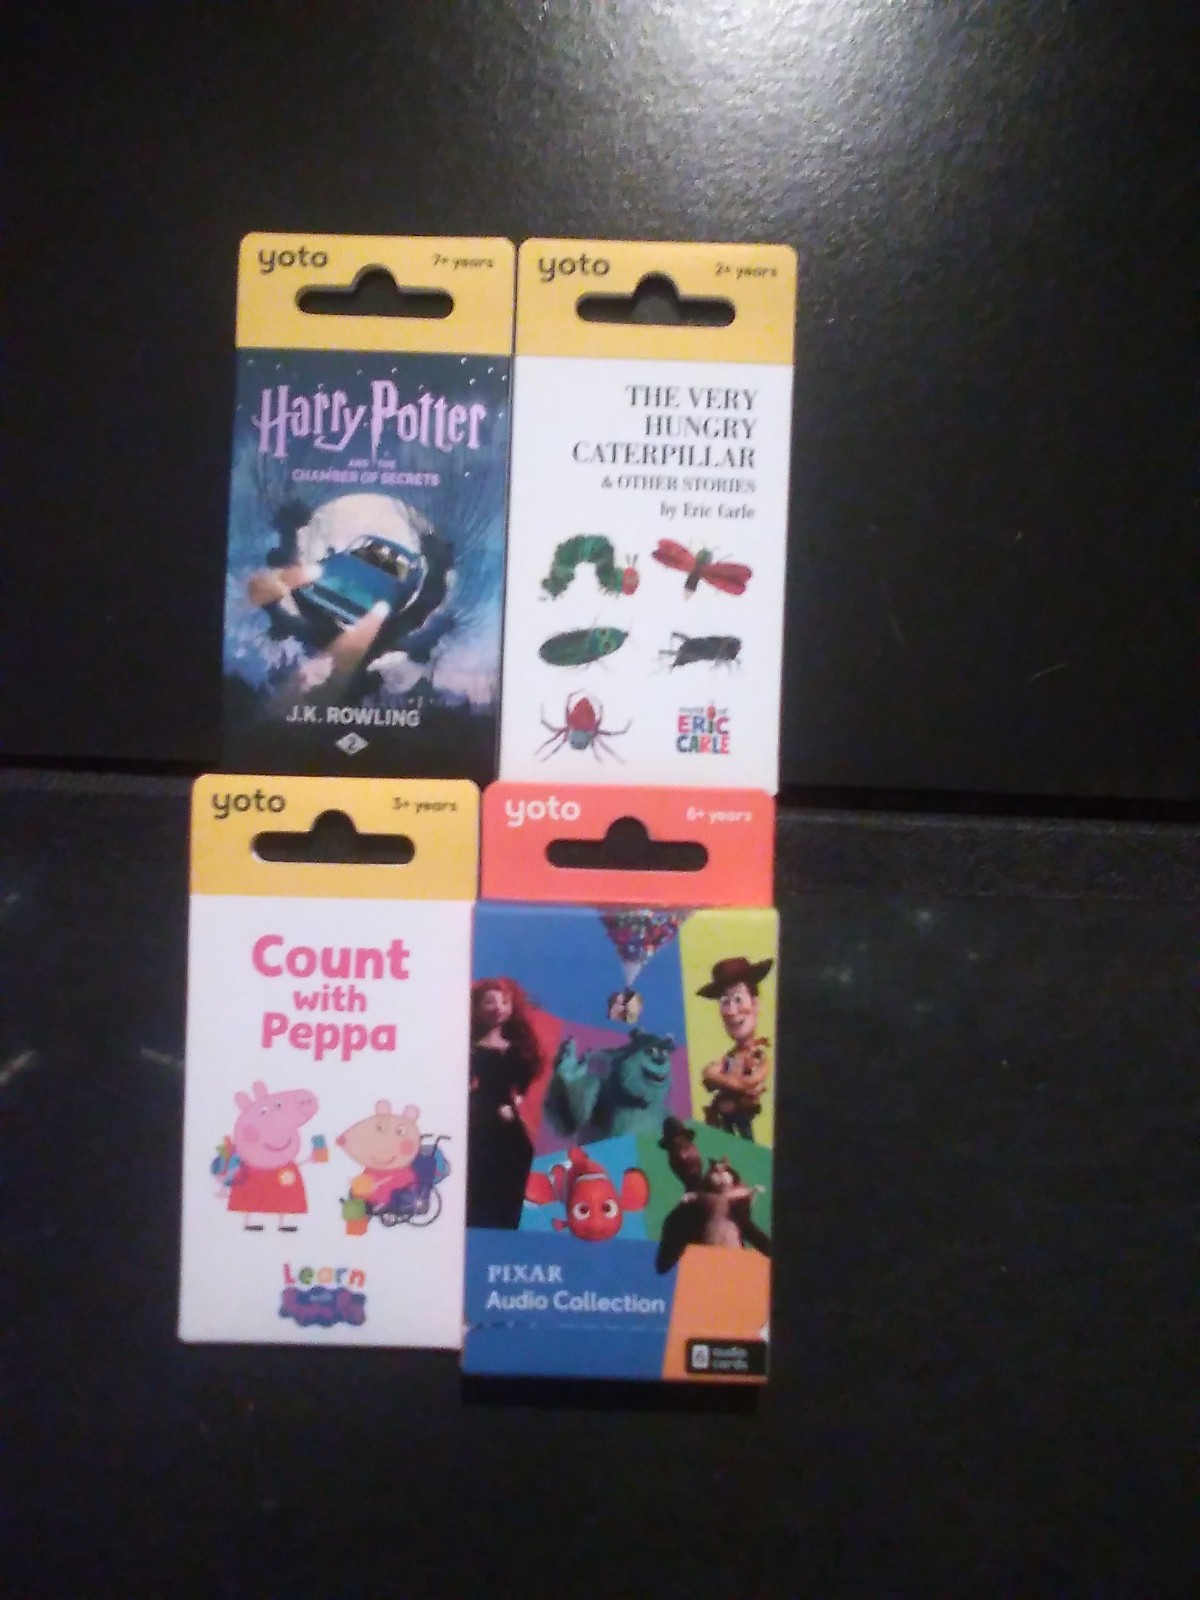 yoto 7+ years
Harry Potter
AND THE
CHAMBER OF SECRETS
J.K. ROWLING
2
yoto 2+ years
THE VERY
HUNGRY
CATERPILLAR
& OTHER STORIES
by Eric Carle
ERIC
CARLE
yoto 3+ years
Count
with
Peppa
Learn
with
yoto 6+ years
PIXAR
Audio Collection
6 audio
cards